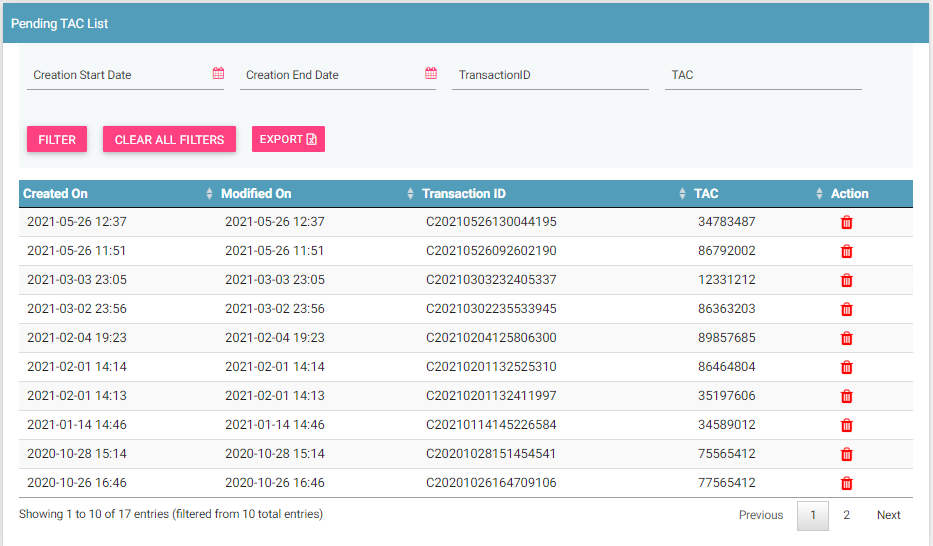 Pending TAC List
Creation Start Date Creation End Date TransactionID TAC
FILTER CLEAR ALL FILTERS EXPORT
Created On Modified On Transaction ID TAC Action
2021-05-26 12:37 2021-05-26 12:37 C20210526130044195 34783487
2021-05-26 11:51 2021-05-26 11:51 C20210526092602190 86792002
2021-03-03 23:05 2021-03-03 23:05 C20210303232405337 12331212
2021-03-02 23:56 2021-03-02 23:56 C20210302235533945 86363203
2021-02-04 19:23 2021-02-04 19:23 C20210204125806300 89857685
2021-02-01 14:14 2021-02-01 14:14 C20210201132525310 86464804
2021-02-01 14:13 2021-02-01 14:13 C20210201132411997 35197606
2021-01-14 14:46 2021-01-14 14:46 C20210114145226584 34589012
2020-10-28 15:14 2020-10-28 15:14 C20201028151454541 75565412
2020-10-26 16:46 2020-10-26 16:46 C20201026164709106 77565412
Showing 1 to 10 of 17 entries (filtered from 10 total entries) Previous 1 2 Next